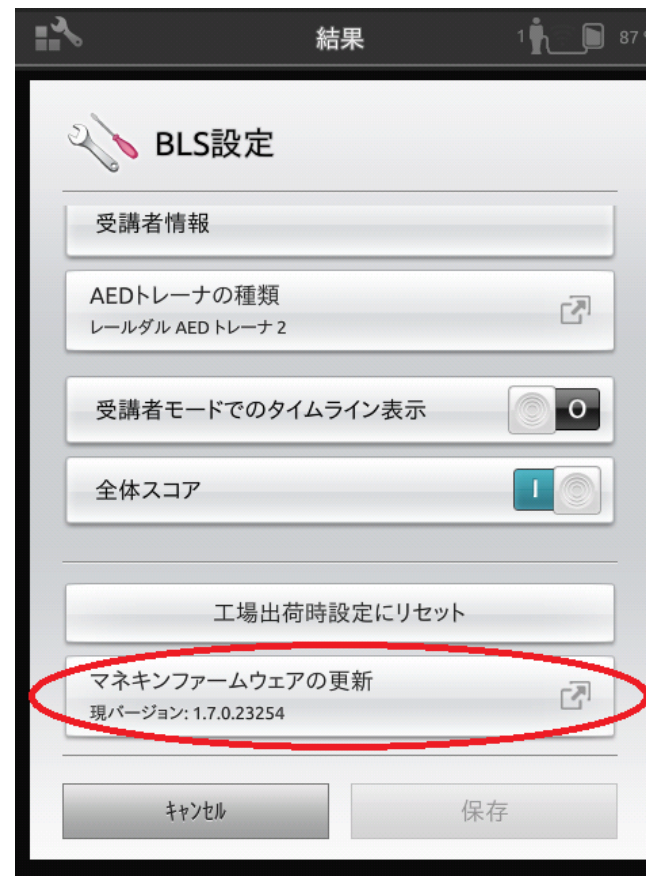 結果
1
87
BLS設定
受講者情報
AEDトレーナの種類
レールダル AED トレーナ 2
受講者モードでのタイムライン表示
O
全体スコア
I
工場出荷時設定にリセット
マネキンファームウェアの更新
現バージョン: 1.7.0.23254
ｷｬﾝｾﾙ
保存